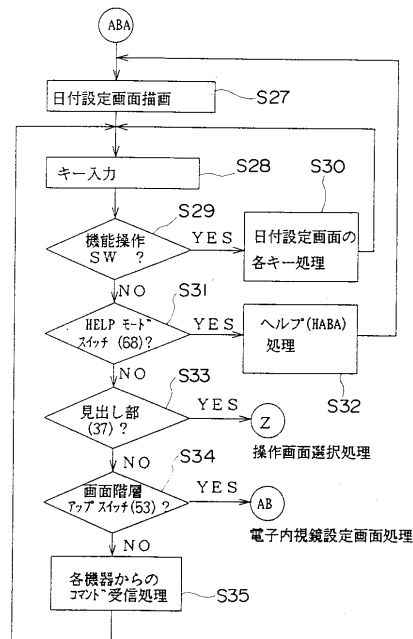 ABA
日付設定画面描画
S27
キー入力
S28
S29
機能操作
SW ?
YES
S30
日付設定画面の
各キー処理
NO
S31
HELP モード
スイッチ(68)?
YES
ヘルプ(HABA)
処理
S32
NO
S33
見出し部
(37)?
YES
Z
操作画面選択処理
NO
S34
画面階層
アップスイッチ(53)?
YES
AB
電子内視鏡設定画面処理
NO
各機器からの
コマンド受信処理
S35